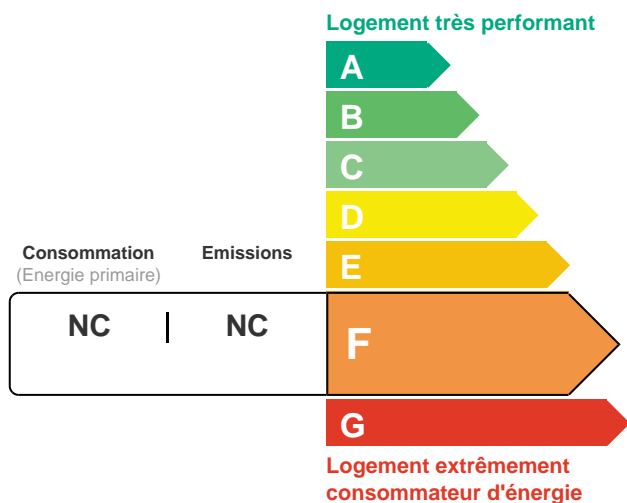 Logement très performant
A
B
C
D
Consommation Emissions
(Energie primaire)
E
NC | NC
F
G
Logement extrêmement
consommateur d'énergie